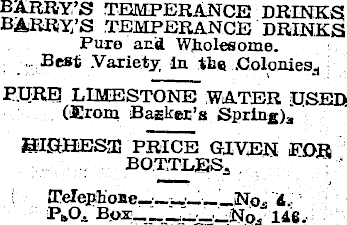 BARRY'S TEMPERANCE DRINKS
BARRY'S TEMPERANCE DRINKS
Pure and Wholesome.
Best Variety in the Colonies.
PURE LIMESTONE WATER USED
(From Barker's Spring).
HIGHEST PRICE GIVEN FOR
BOTTLES.
Telephone No. 4.
P.O. Box No. 146.